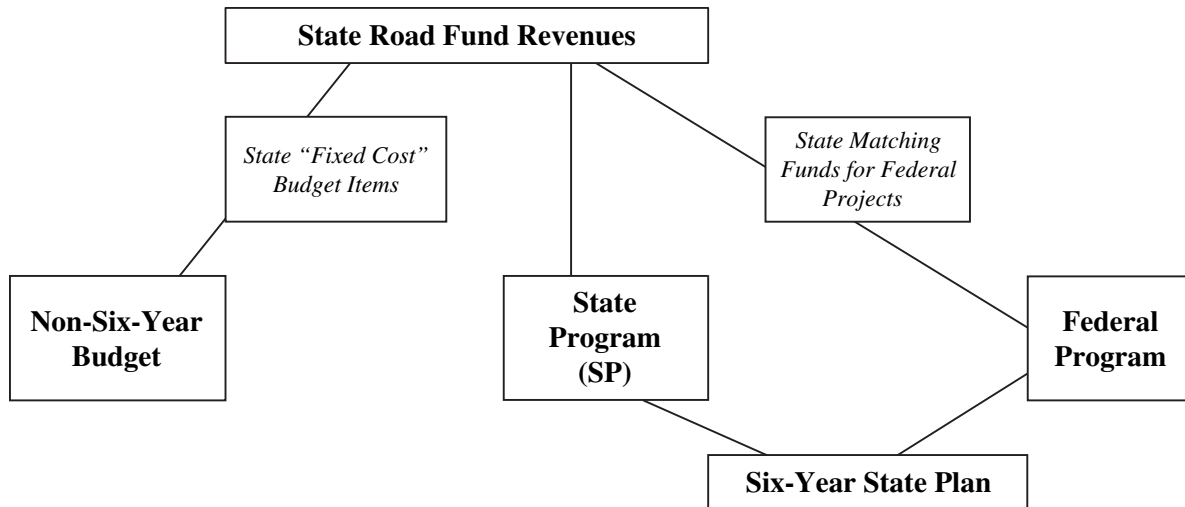 State Road Fund Revenues
State “Fixed Cost”
Budget Items
State Matching
Funds for Federal
Projects
Non-Six-Year
Budget
State
Program
(SP)
Federal
Program
Six-Year State Plan